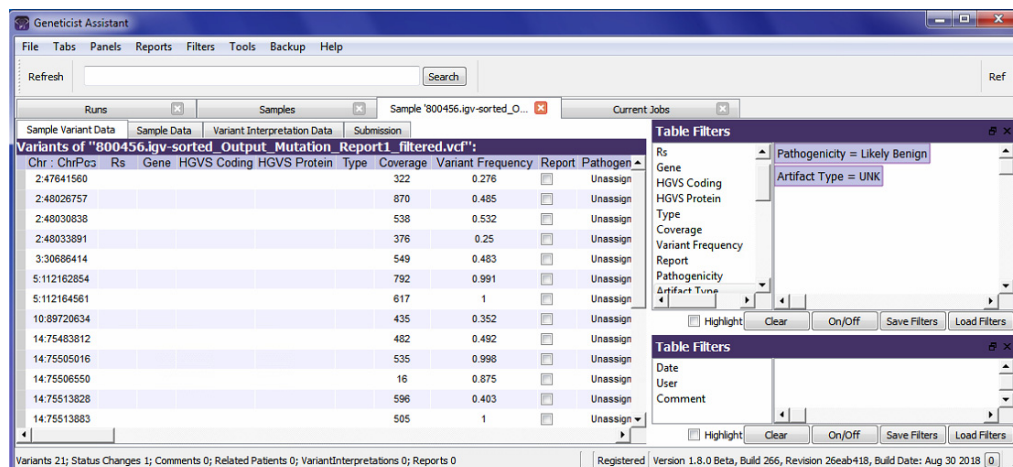 Geneticist Assistant
File Tabs Panels Reports Filters Tools Backup Help
Refresh Search Ref
Runs Samples Sample '800456.igv-sorted_O... Current Jobs
Sample Variant Data Sample Data Variant Interpretation Data Submission
Variants of "800456.igv-sorted_Output_Mutation_Report1_filtered.vcf":
Chr : ChrPos Rs Gene HGVS Coding HGVS Protein Type Coverage Variant Frequency Report Pathogen
2:47641560 322 0.276 Unassign
2:48026757 870 0.485 Unassign
2:48030838 538 0.532 Unassign
2:48033891 376 0.25 Unassign
3:30686414 549 0.483 Unassign
5:112162854 792 0.991 Unassign
5:112164561 617 1 Unassign
10:89720634 435 0.352 Unassign
14:75483812 482 0.492 Unassign
14:75505016 535 0.998 Unassign
14:75506550 16 0.875 Unassign
14:75513828 596 0.403 Unassign
14:75513883 505 1 Unassign
Table Filters
Rs
Gene
HGVS Coding
HGVS Protein
Type
Coverage
Variant Frequency
Report
Pathogenicity
Artifact Type
Pathogenicity = Likely Benign
Artifact Type = UNK
Highlight Clear On/Off Save Filters Load Filters
Table Filters
Date
User
Comment
Highlight Clear On/Off Save Filters Load Filters
Variants 21; Status Changes 1; Comments 0; Related Patients 0; VariantInterpretations 0; Reports 0 Registered Version 1.8.0 Beta, Build 266, Revision 26eab418, Build Date: Aug 30 2018 0